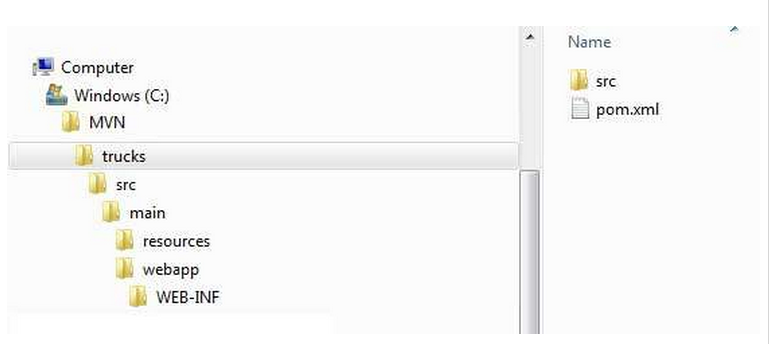 Computer
Windows (C:)
MVN
trucks
src
main
resources
webapp
WEB-INF
Name
src
pom.xml